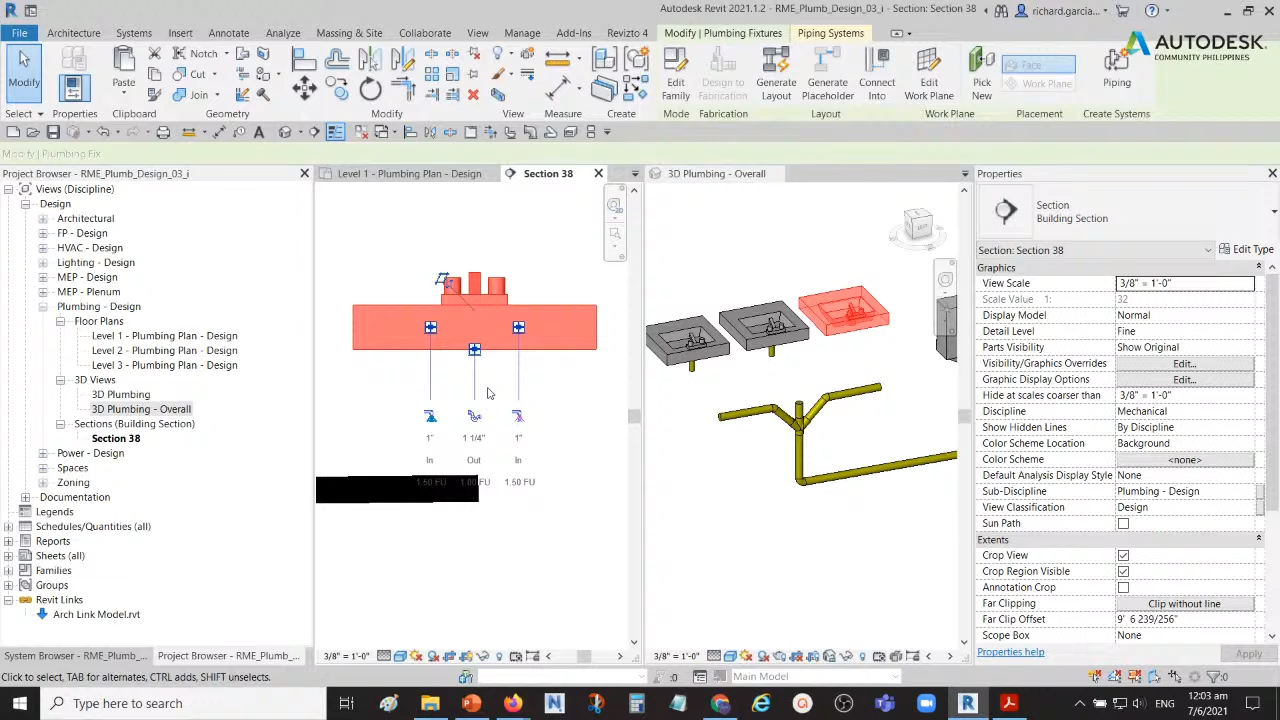 Autodesk Revit 2021.1.2 - RME_Plumb_Design_03_i - Section: Section 38
richard.garcia...
File Architecture Systems Insert Annotate Analyze Massing & Site Collaborate View Manage Add-Ins Revizto 4 Modify | Plumbing Fixtures Piping Systems
AUTODESK.
COMMUNITY PHILIPPINES
Modify
Paste
Notch
Cut
Join
Edit Family
Design to Fabrication
Generate Layout
Generate Placeholder
Connect Into
Edit Work Plane
Pick New
Face
Work Plane
Piping
Select Properties Clipboard Geometry Modify View Measure Create Mode Fabrication Layout Work Plane Placement Create Systems
Modify | Plumbing Fix
Project Browser - RME_Plumb_Design_03_i
Views (Discipline)
Design
Architectural
FP - Design
HVAC - Design
Lighting - Design
MEP - Design
MEP - Plenum
Plumbing - Design
Floor Plans
Level 1 - Plumbing Plan - Design
Level 2 - Plumbing Plan - Design
Level 3 - Plumbing Plan - Design
3D Views
3D Plumbing
3D Plumbing - Overall
Sections (Building Section)
Section 38
Power - Design
Spaces
Zoning
Documentation
Legends
Schedules/Quantities (all)
Reports
Sheets (all)
Families
Groups
Revit Links
Arch Link Model.rvt
System Browser - RME_Plumb_... Project Browser - RME_Plumb_...
Level 1 - Plumbing Plan - Design
Section 38
1" 1 1/4" 1"
In Out In
1.50 FU 1.00 FU 1.50 FU
3/8" = 1'-0"
3D Plumbing - Overall
LEFT
3/8" = 1'-0"
Properties
Section
Building Section
Section: Section 38 Edit Type
Graphics
View Scale 3/8" = 1'-0"
Scale Value 1: 32
Display Model Normal
Detail Level Fine
Parts Visibility Show Original
Visibility/Graphics Overrides Edit...
Graphic Display Options Edit...
Hide at scales coarser than 3/8" = 1'-0"
Discipline Mechanical
Show Hidden Lines By Discipline
Color Scheme Location Background
Color Scheme <none>
Default Analysis Display Style None
Sub-Discipline Plumbing - Design
View Classification Design
Sun Path
Extents
Crop View
Crop Region Visible
Annotation Crop
Far Clipping Clip without line
Far Clip Offset 9' 6 239/256"
Scope Box None
Properties help Apply
Click to select, TAB for alternates, CTRL adds, SHIFT unselects.
:0 Main Model :0
Type here to search
ENG
12:03 am
7/6/2021